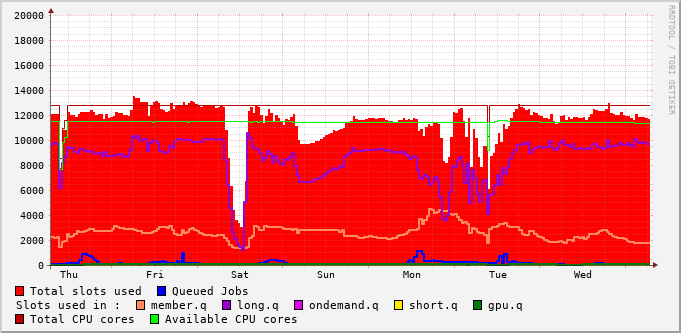 20000
18000
16000
14000
12000
10000
8000
6000
4000
2000
0
Thu Fri Sat Sun Mon Tue Wed
RRDTOOL / TOBI OETIKER
Total slots used Queued Jobs
Slots used in : member.q long.q ondemand.q short.q gpu.q
Total CPU cores Available CPU cores